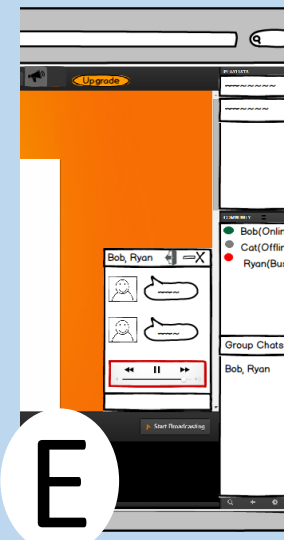 Upgrade
PLAYLISTS
COMMUNITY
Bob(Onlin
Cat(Offlin
Ryan(Bus
Bob, Ryan
X
Group Chats
Bob, Ryan
Start Broadcasting
E